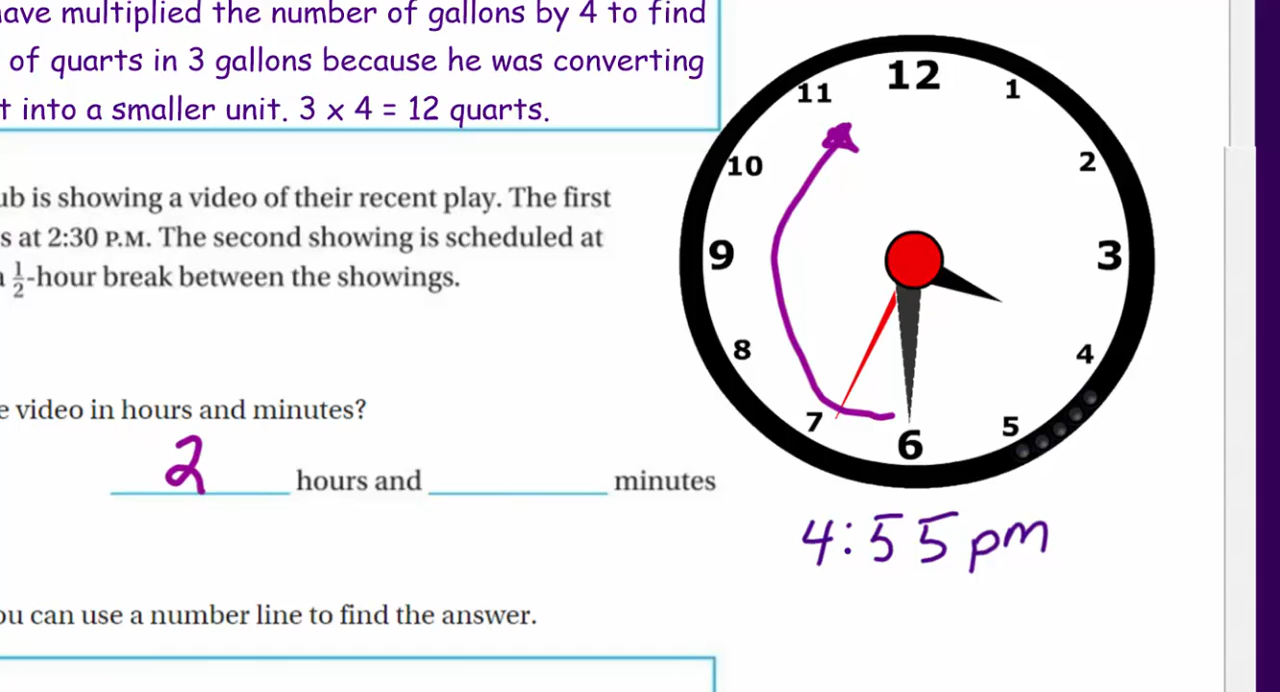 ave multiplied the number of gallons by 4 to find
of quarts in 3 gallons because he was converting
t into a smaller unit. 3 x 4 = 12 quarts.
ub is showing a video of their recent play. The first
s at 2:30 P.M. The second showing is scheduled at
a 1/2-hour break between the showings.
e video in hours and minutes?
2 hours and minutes
ou can use a number line to find the answer.
12
11 1
10 2
9 3
8 4
7 5
6
4:55 pm